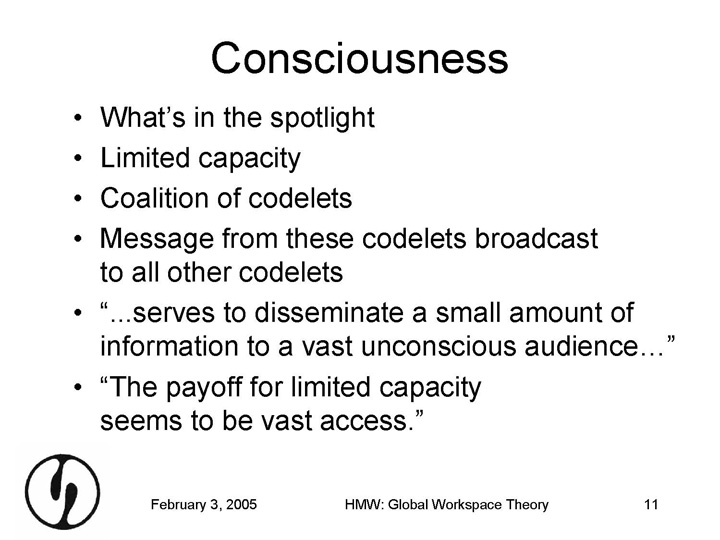 Consciousness
• What’s in the spotlight
• Limited capacity
• Coalition of codelets
• Message from these codelets broadcast
to all other codelets
• “...serves to disseminate a small amount of
information to a vast unconscious audience…”
• “The payoff for limited capacity
seems to be vast access.”
February 3, 2005 HMW: Global Workspace Theory 11